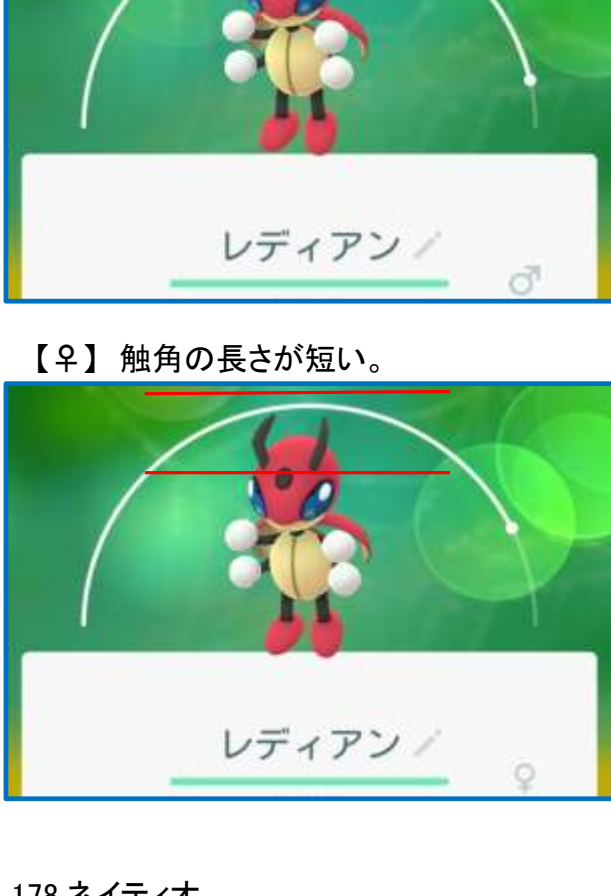 レディアン
♂
【♀】 触角の長さが短い。
レディアン
♀
178 ネイティオ